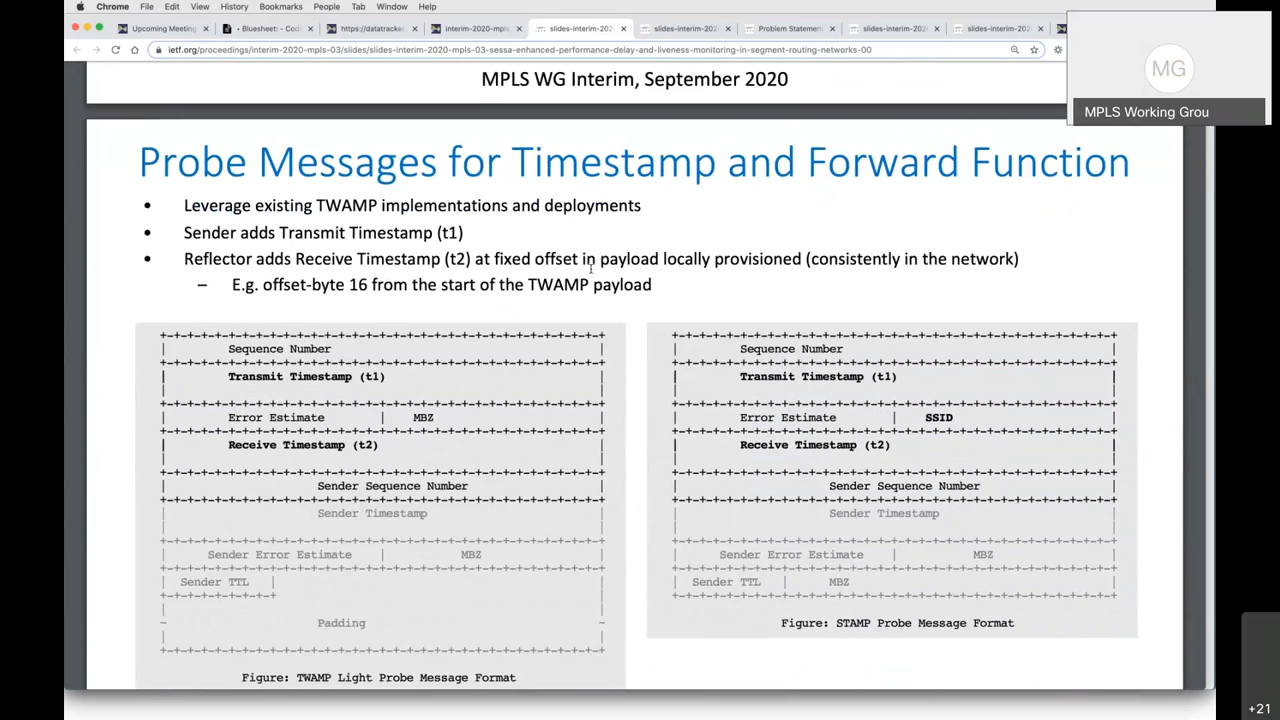 Chrome File Edit View History Bookmarks People Tab Window Help
Upcoming Meeting
• Bluesheet: - Codi
https://datatracker
interim-2020-mpls
slides-interim-202
slides-interim-202
Problem Statement
slides-interim-202
slides-interim-202
ietf.org/proceedings/interim-2020-mpls-03/slides/slides-interim-2020-mpls-03-sessa-enhanced-performance-delay-and-liveness-monitoring-in-segment-routing-networks-00
MG
MPLS Working Grou
MPLS WG Interim, September 2020
Probe Messages for Timestamp and Forward Function
• Leverage existing TWAMP implementations and deployments
• Sender adds Transmit Timestamp (t1)
• Reflector adds Receive Timestamp (t2) at fixed offset in payload locally provisioned (consistently in the network)
– E.g. offset-byte 16 from the start of the TWAMP payload
Sequence Number
Transmit Timestamp (t1)
Error Estimate | MBZ
Receive Timestamp (t2)
Sender Sequence Number
Sender Timestamp
Sender Error Estimate | MBZ
Sender TTL |
~ Padding ~
Figure: TWAMP Light Probe Message Format
Sequence Number
Transmit Timestamp (t1)
Error Estimate | SSID
Receive Timestamp (t2)
Sender Sequence Number
Sender Timestamp
Sender Error Estimate | MBZ
Sender TTL | MBZ
Figure: STAMP Probe Message Format
+21